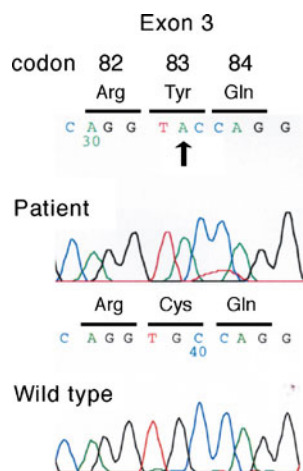 Exon 3
codon 82 83 84
Arg Tyr Gln
C A G G T A C C A G G
30
Patient
Arg Cys Gln
C A G G T G C C A G G
40
Wild type